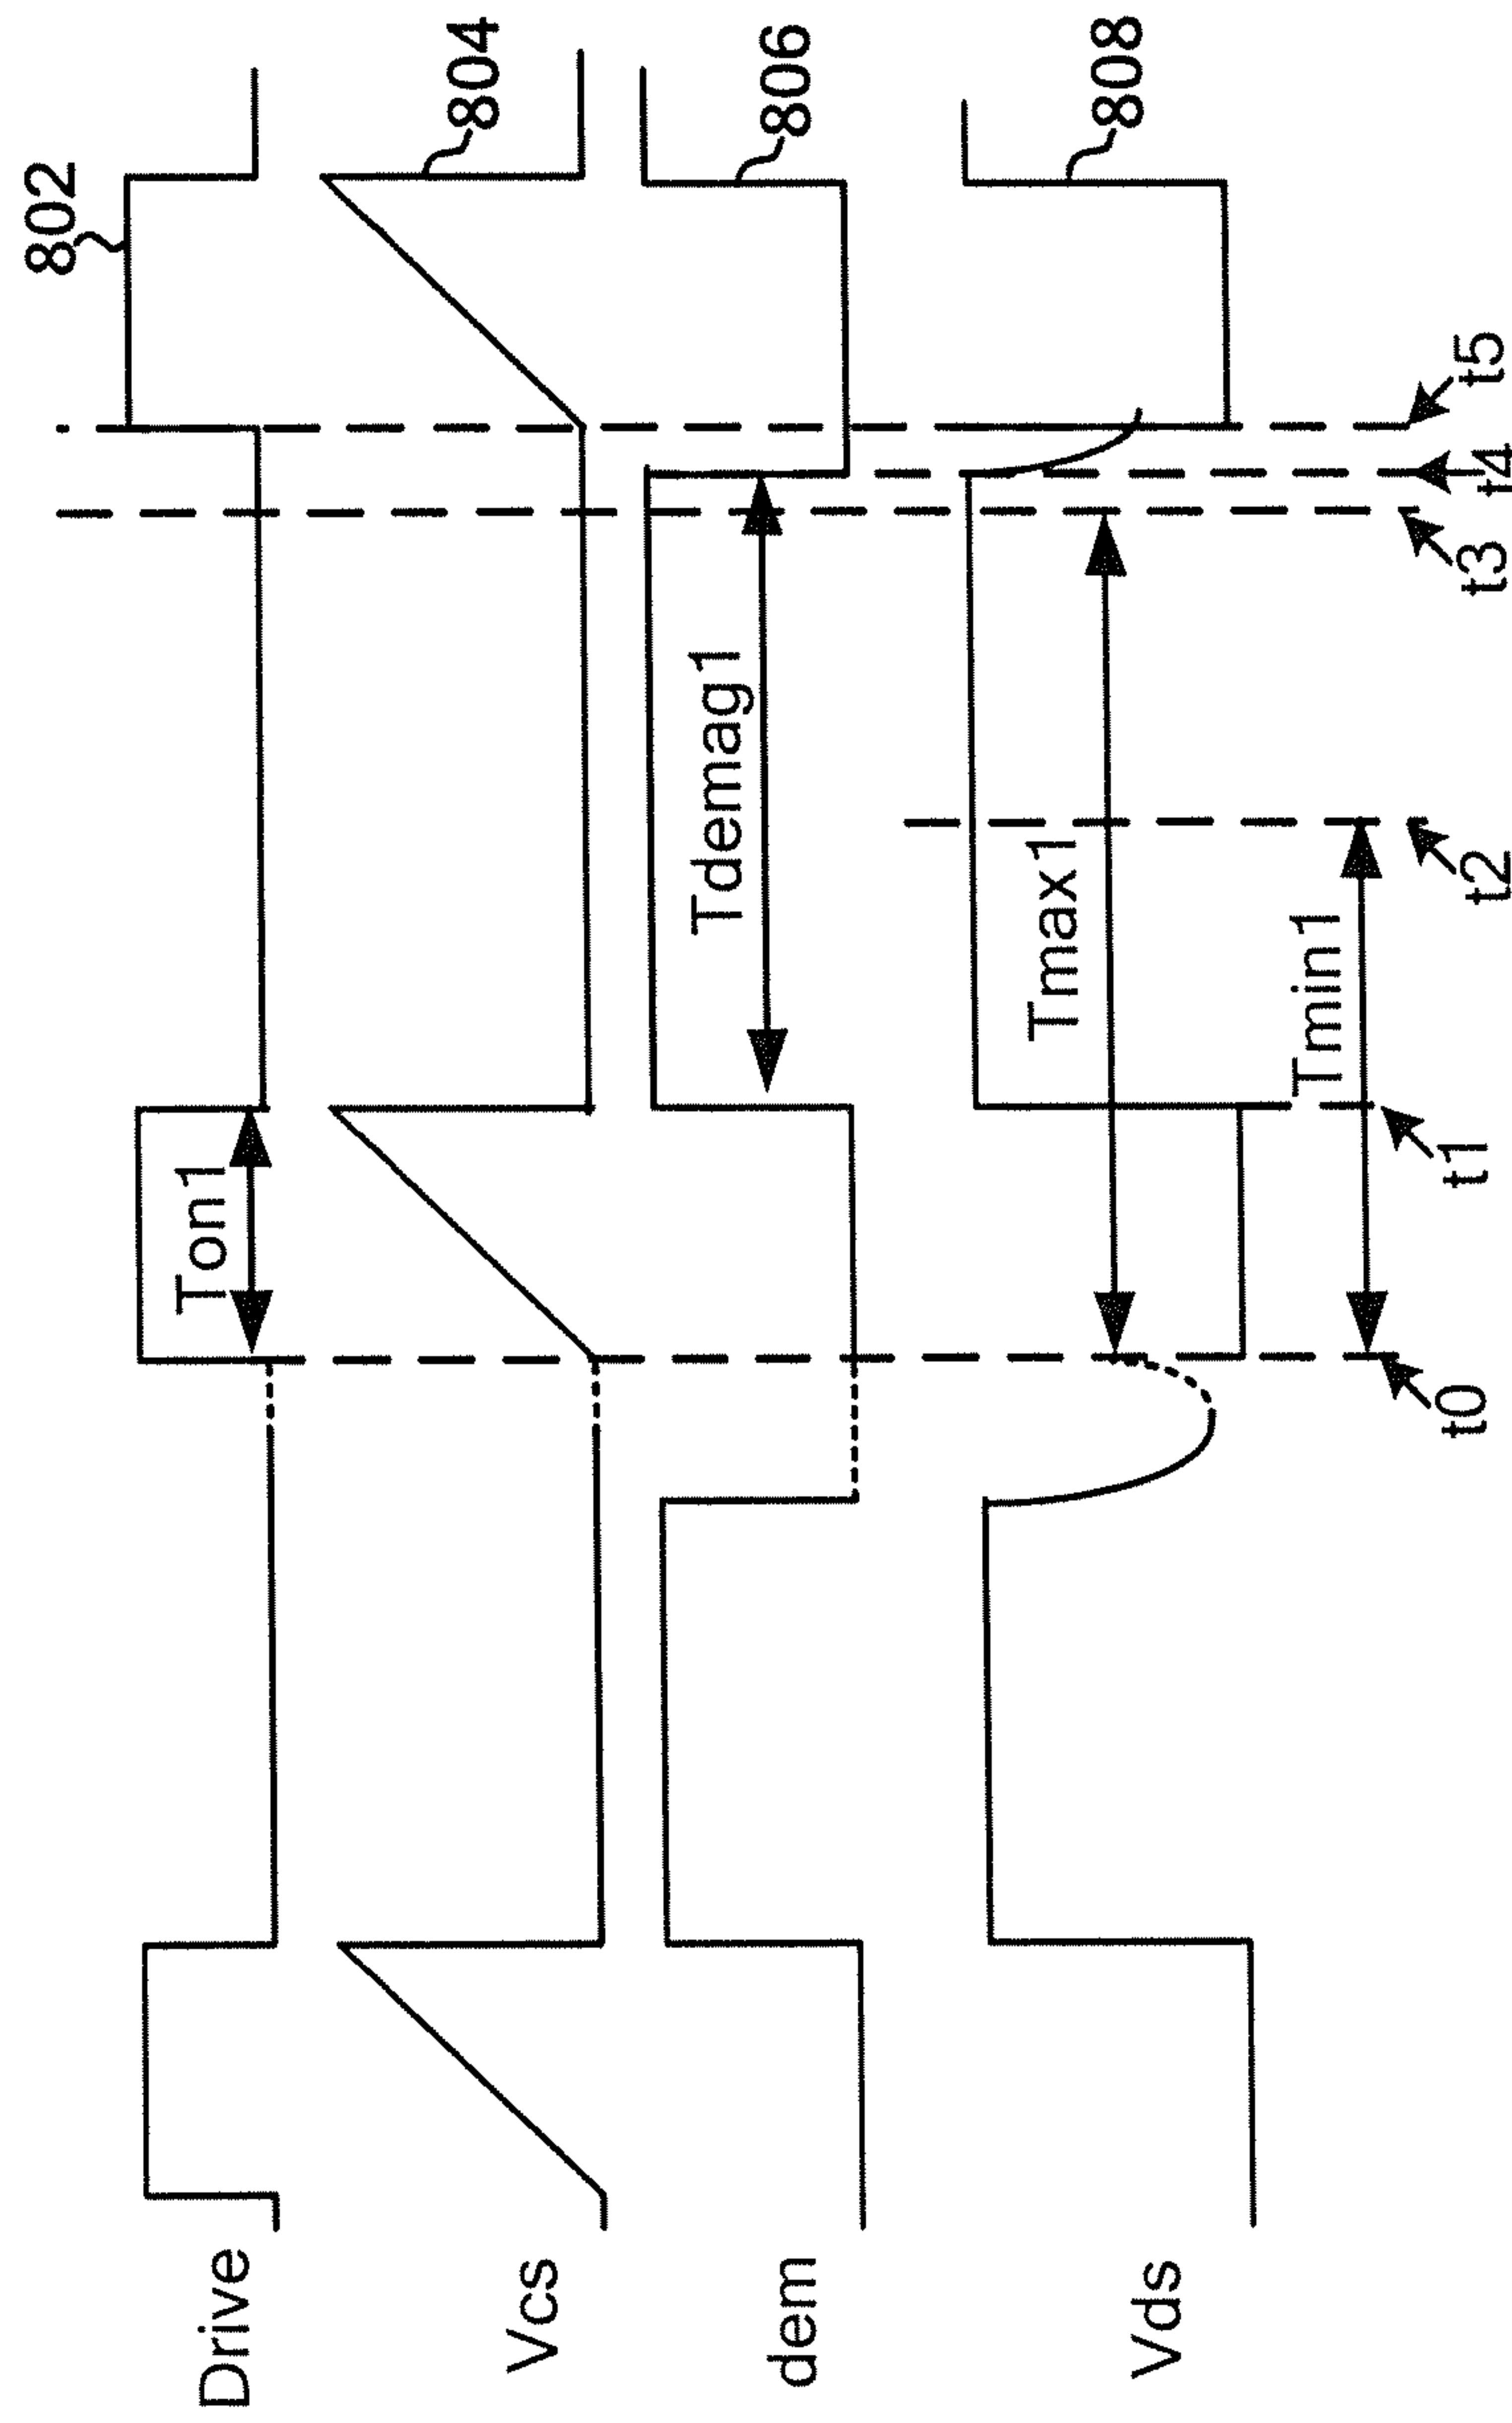 802
Drive
Ton1
804
Vcs
806
dem
Tdemag1
808
Vds
Tmax1
Tmin1
t0
t1
t2
t3
t4
t5